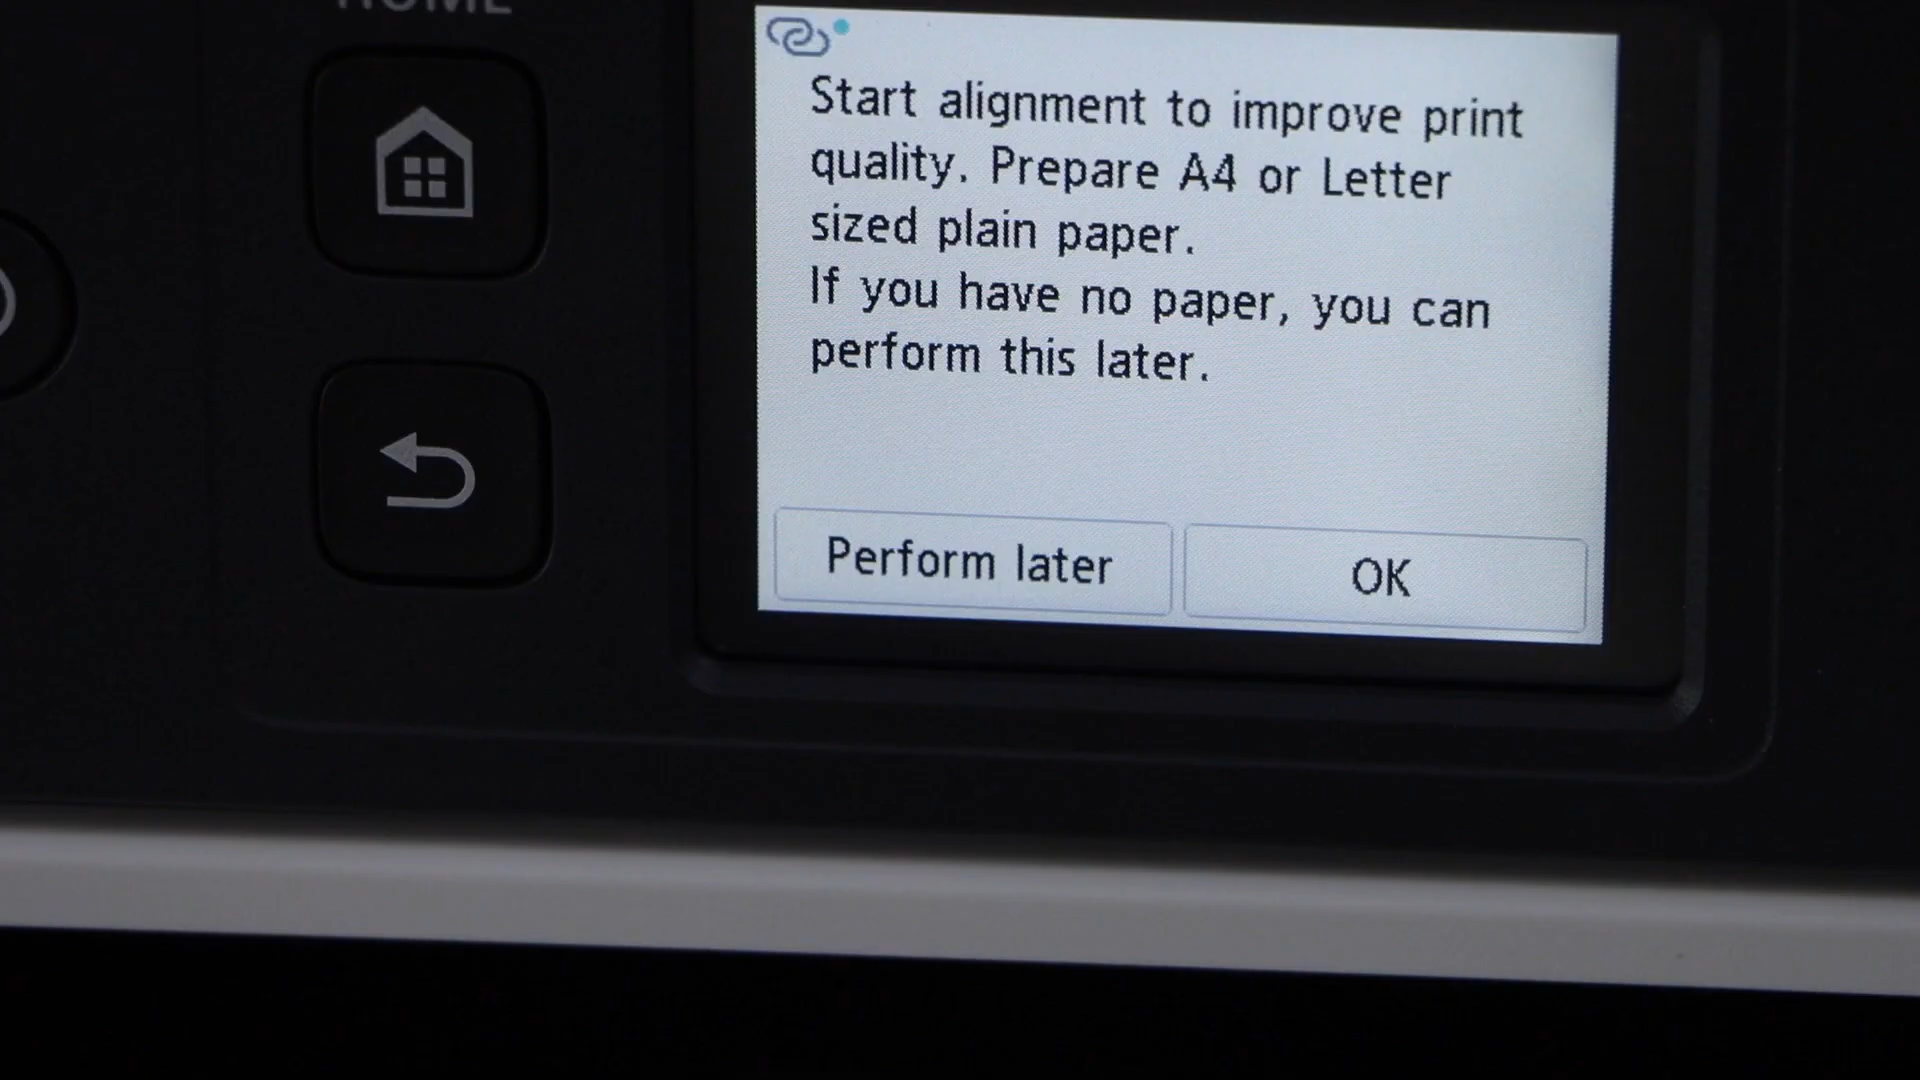 HOME
Start alignment to improve print
quality. Prepare A4 or Letter
sized plain paper.
If you have no paper, you can
perform this later.
Perform later
OK